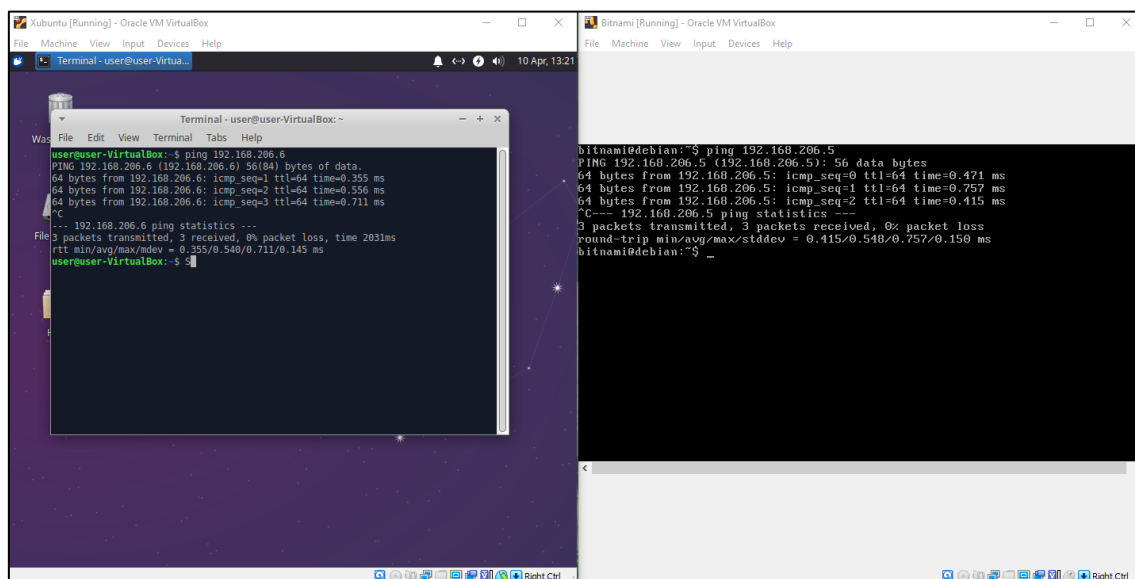 Xubuntu [Running] - Oracle VM VirtualBox
File Machine View Input Devices Help
Terminal - user@user-Virtua...
10 Apr, 13:21
Terminal - user@user-VirtualBox: ~
File Edit View Terminal Tabs Help
user@user-VirtualBox:~$ ping 192.168.206.6
PING 192.168.206.6 (192.168.206.6) 56(84) bytes of data.
64 bytes from 192.168.206.6: icmp_seq=1 ttl=64 time=0.355 ms
64 bytes from 192.168.206.6: icmp_seq=2 ttl=64 time=0.556 ms
64 bytes from 192.168.206.6: icmp_seq=3 ttl=64 time=0.711 ms
^C
--- 192.168.206.6 ping statistics ---
3 packets transmitted, 3 received, 0% packet loss, time 2031ms
rtt min/avg/max/mdev = 0.355/0.540/0.711/0.145 ms
user@user-VirtualBox:~$ S
Was
File
H
Right Ctrl
Bitnami [Running] - Oracle VM VirtualBox
File Machine View Input Devices Help
bitnami@debian:~$ ping 192.168.206.5
PING 192.168.206.5 (192.168.206.5): 56 data bytes
64 bytes from 192.168.206.5: icmp_seq=0 ttl=64 time=0.471 ms
64 bytes from 192.168.206.5: icmp_seq=1 ttl=64 time=0.757 ms
64 bytes from 192.168.206.5: icmp_seq=2 ttl=64 time=0.415 ms
^C--- 192.168.206.5 ping statistics ---
3 packets transmitted, 3 packets received, 0% packet loss
round-trip min/avg/max/stddev = 0.415/0.548/0.757/0.150 ms
bitnami@debian:~$ _
Right Ctrl